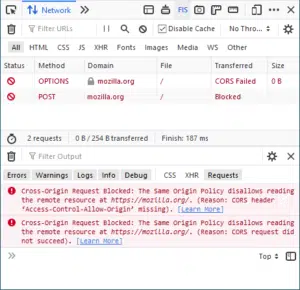 Network
FIS
Filter URLs
Disable Cache
No Thro...
All HTML CSS JS XHR Fonts Images Media WS Other
Status Method Domain File Transferred Size
OPTIONS mozilla.org / CORS Failed 0 B
POST mozilla.org / Blocked
2 requests 0 B / 254 B transferred Finish: 187 ms
Filter Output
Errors Warnings Logs Info Debug CSS XHR Requests
Cross-Origin Request Blocked: The Same Origin Policy disallows reading
the remote resource at https://mozilla.org/. (Reason: CORS header
‘Access-Control-Allow-Origin’ missing). [Learn More]
Cross-Origin Request Blocked: The Same Origin Policy disallows reading
the remote resource at https://mozilla.org/. (Reason: CORS request did
not succeed). [Learn More]
Top